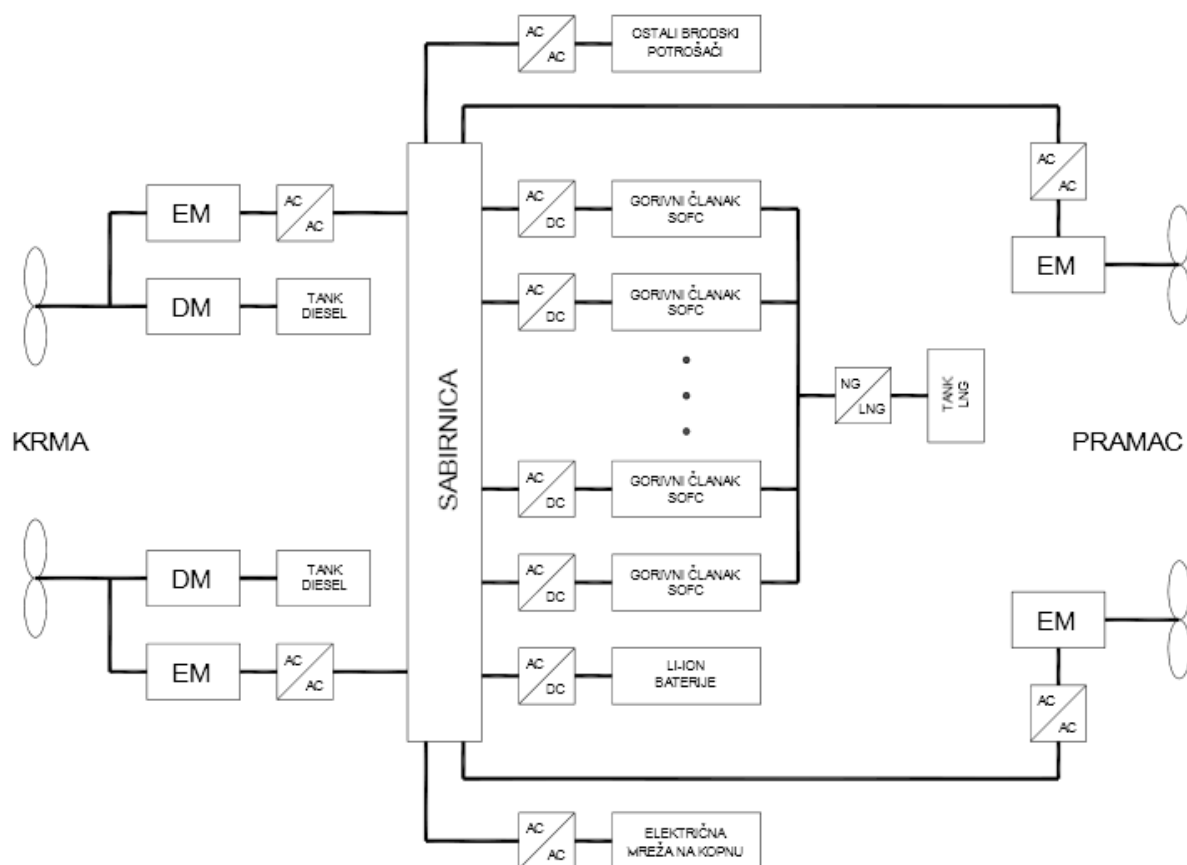 AC
AC
OSTALI BRODSKI
POTROŠAČI
EM
AC
AC
AC
DC
GORIVNI ČLANAK
SOFC
AC
AC
EM
DM
TANK
DIESEL
AC
DC
GORIVNI ČLANAK
SOFC
KRMA
SABIRNICA
NG
LNG
TANK
LNG
PRAMAC
AC
DC
GORIVNI ČLANAK
SOFC
DM
TANK
DIESEL
AC
DC
GORIVNI ČLANAK
SOFC
EM
EM
AC
AC
AC
DC
LI-ION
BATERIJE
AC
AC
AC
AC
ELEKTRIČNA
MREŽA NA KOPNU